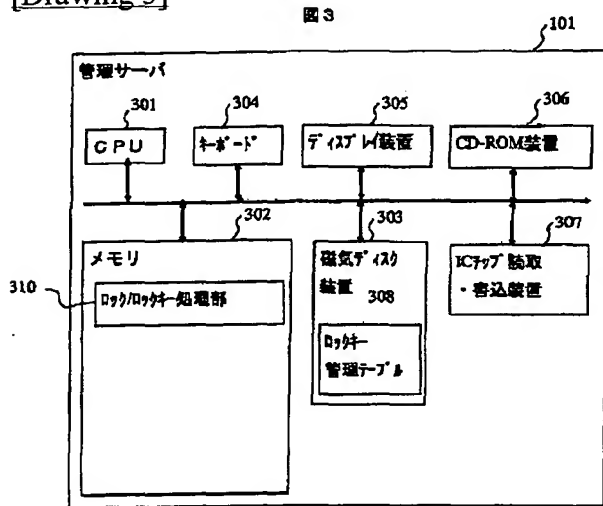 [Drawing 3]
図3
101
管理サーバ
301
304
305
306
CPU
キーボード
ディスプレイ装置
CD-ROM装置
302
303
307
メモリ
磁気ディスク
装置
308
ICチップ読取
・書込装置
310
ロック/ロックキー処理部
ロックキー
管理テーブル